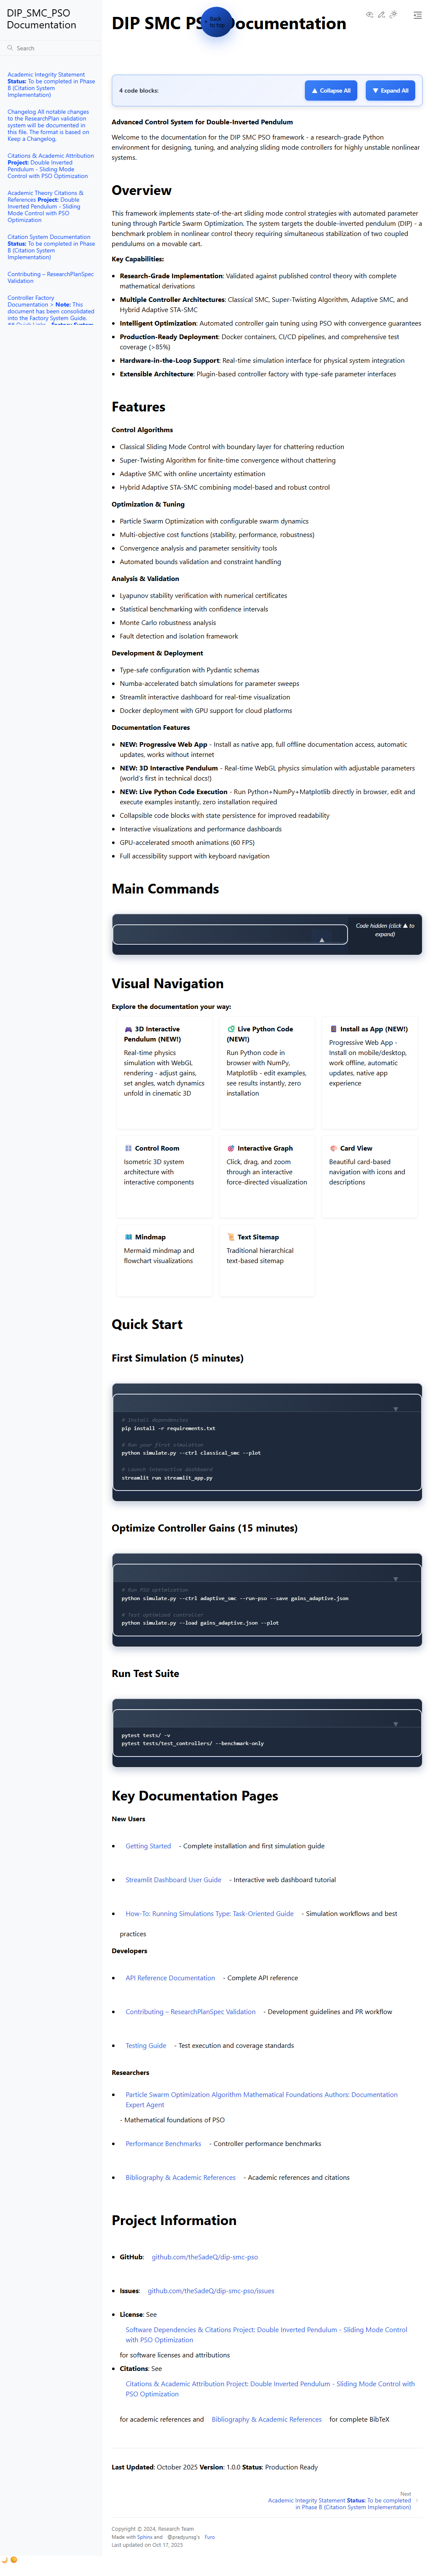 DIP_SMC_PSO
Documentation
Search
Academic Integrity Statement
Status: To be completed in Phase
B (Citation System
Implementation)
Changelog All notable changes
to the ResearchPlan validation
system will be documented in
this file. The format is based on
Keep a Changelog.
Citations & Academic Attribution
Project: Double Inverted
Pendulum - Sliding Mode
Control with PSO Optimization
Academic Theory Citations &
References Project: Double
Inverted Pendulum - Sliding
Mode Control with PSO
Optimization
Citation System Documentation
Status: To be completed in Phase
B (Citation System
Implementation)
Contributing – ResearchPlanSpec
Validation
Controller Factory
Documentation > Note: This
document has been consolidated
into the Factory System Guide.
DIP SMC PSO Documentation
Back
to top
4 code blocks:
▲ Collapse All
▼ Expand All
Advanced Control System for Double-Inverted Pendulum
Welcome to the documentation for the DIP SMC PSO framework - a research-grade Python
environment for designing, tuning, and analyzing sliding mode controllers for highly unstable nonlinear
systems.
Overview
This framework implements state-of-the-art sliding mode control strategies with automated parameter
tuning through Particle Swarm Optimization. The system targets the double-inverted pendulum (DIP) - a
benchmark problem in nonlinear control theory requiring simultaneous stabilization of two coupled
pendulums on a movable cart.
Key Capabilities:
• Research-Grade Implementation: Validated against published control theory with complete
mathematical derivations
• Multiple Controller Architectures: Classical SMC, Super-Twisting Algorithm, Adaptive SMC, and
Hybrid Adaptive STA-SMC
• Intelligent Optimization: Automated controller gain tuning using PSO with convergence guarantees
• Production-Ready Deployment: Docker containers, CI/CD pipelines, and comprehensive test
coverage (>85%)
• Hardware-in-the-Loop Support: Real-time simulation interface for physical system integration
• Extensible Architecture: Plugin-based controller factory with type-safe parameter interfaces
Features
Control Algorithms
• Classical Sliding Mode Control with boundary layer for chattering reduction
• Super-Twisting Algorithm for finite-time convergence without chattering
• Adaptive SMC with online uncertainty estimation
• Hybrid Adaptive STA-SMC combining model-based and robust control
Optimization & Tuning
• Particle Swarm Optimization with configurable swarm dynamics
• Multi-objective cost functions (stability, performance, robustness)
• Convergence analysis and parameter sensitivity tools
• Automated bounds validation and constraint handling
Analysis & Validation
• Lyapunov stability verification with numerical certificates
• Statistical benchmarking with confidence intervals
• Monte Carlo robustness analysis
• Fault detection and isolation framework
Development & Deployment
• Type-safe configuration with Pydantic schemas
• Numba-accelerated batch simulations for parameter sweeps
• Streamlit interactive dashboard for real-time visualization
• Docker deployment with GPU support for cloud platforms
Documentation Features
• NEW: Progressive Web App - Install as native app, full offline documentation access, automatic
updates, works without internet
• NEW: 3D Interactive Pendulum - Real-time WebGL physics simulation with adjustable parameters
(world's first in technical docs!)
• NEW: Live Python Code Execution - Run Python+NumPy+Matplotlib directly in browser, edit and
execute examples instantly, zero installation required
• Collapsible code blocks with state persistence for improved readability
• Interactive visualizations and performance dashboards
• GPU-accelerated smooth animations (60 FPS)
• Full accessibility support with keyboard navigation
Main Commands
Code hidden (click ▲ to
expand)
Visual Navigation
Explore the documentation your way:
🎮 3D Interactive
Pendulum (NEW!)
Real-time physics
simulation with WebGL
rendering - adjust gains,
set angles, watch dynamics
unfold in cinematic 3D
Live Python Code
(NEW!)
Run Python code in
browser with NumPy,
Matplotlib - edit examples,
see results instantly, zero
installation
Install as App (NEW!)
Progressive Web App -
Install on mobile/desktop,
work offline, automatic
updates, native app
experience
Control Room
Isometric 3D system
architecture with
interactive components
Interactive Graph
Click, drag, and zoom
through an interactive
force-directed visualization
Card View
Beautiful card-based
navigation with icons and
descriptions
Mindmap
Mermaid mindmap and
flowchart visualizations
Text Sitemap
Traditional hierarchical
text-based sitemap
Quick Start
First Simulation (5 minutes)
# Install dependencies
pip install -r requirements.txt
# Run your first simulation
python simulate.py --ctrl classical_smc --plot
# Launch interactive dashboard
streamlit run streamlit_app.py
Optimize Controller Gains (15 minutes)
# Run PSO optimization
python simulate.py --ctrl adaptive_smc --run-pso --save gains_adaptive.json
# Test optimized controller
python simulate.py --load gains_adaptive.json --plot
Run Test Suite
pytest tests/ -v
pytest tests/test_controllers/ --benchmark-only
Key Documentation Pages
New Users
• Getting Started - Complete installation and first simulation guide
• Streamlit Dashboard User Guide - Interactive web dashboard tutorial
• How-To: Running Simulations Type: Task-Oriented Guide - Simulation workflows and best
practices
Developers
• API Reference Documentation - Complete API reference
• Contributing – ResearchPlanSpec Validation - Development guidelines and PR workflow
• Testing Guide - Test execution and coverage standards
Researchers
• Particle Swarm Optimization Algorithm Mathematical Foundations Authors: Documentation
Expert Agent
- Mathematical foundations of PSO
• Performance Benchmarks - Controller performance benchmarks
• Bibliography & Academic References - Academic references and citations
Project Information
• GitHub: github.com/theSadeQ/dip-smc-pso
• Issues: github.com/theSadeQ/dip-smc-pso/issues
• License: See
Software Dependencies & Citations Project: Double Inverted Pendulum - Sliding Mode Control
with PSO Optimization
for software licenses and attributions
• Citations: See
Citations & Academic Attribution Project: Double Inverted Pendulum - Sliding Mode Control with
PSO Optimization
for academic references and Bibliography & Academic References for complete BibTeX
Last Updated: October 2025 Version: 1.0.0 Status: Production Ready
Next
Academic Integrity Statement Status: To be completed
in Phase B (Citation System Implementation)
Copyright © 2024, Research Team
Made with Sphinx and @pradyunsg's Furo
Last updated on Oct 17, 2025